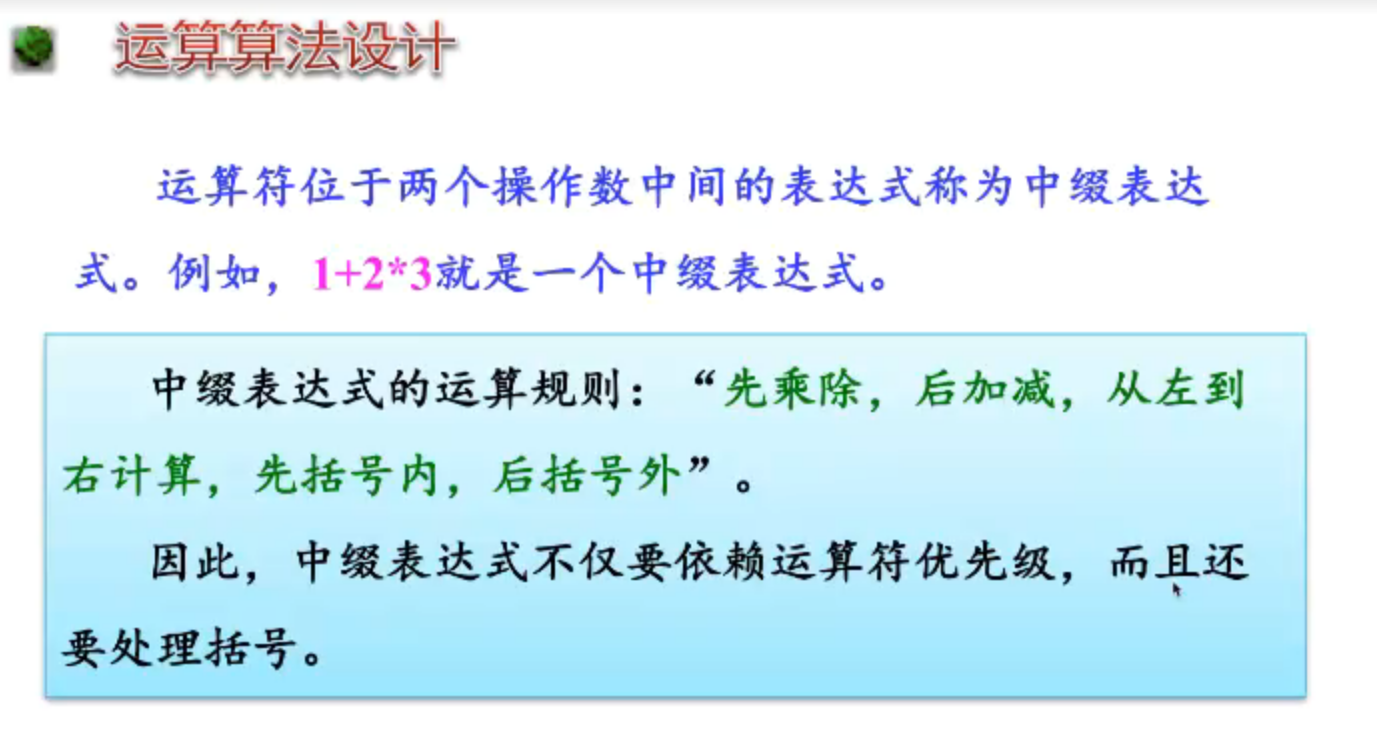 运算算法设计
运算符位于两个操作数中间的表达式称为中缀表达
式。例如，1+2*3就是一个中缀表达式。
中缀表达式的运算规则：“先乘除，后加减，从左到
右计算，先括号内，后括号外”。
因此，中缀表达式不仅要依赖运算符优先级，而且还
要处理括号。